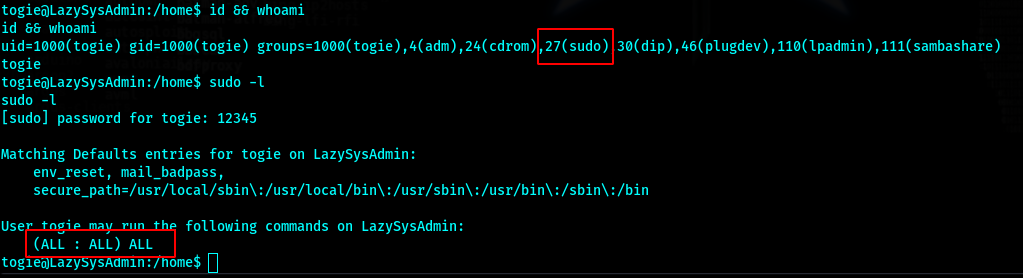 togie@LazySysAdmin:/home$ id && whoami
id && whoami
uid=1000(togie) gid=1000(togie) groups=1000(togie),4(adm),24(cdrom),27(sudo) 30(dip),46(plugdev),110(lpadmin),111(sambashare)
togie
togie@LazySysAdmin:/home$ sudo -l
sudo -l
[sudo] password for togie: 12345
Matching Defaults entries for togie on LazySysAdmin:
env_reset, mail_badpass,
secure_path=/usr/local/sbin\:/usr/local/bin\:/usr/sbin\:/usr/bin\:/sbin\:/bin
User togie may run the following commands on LazySysAdmin:
(ALL : ALL) ALL
togie@LazySysAdmin:/home$